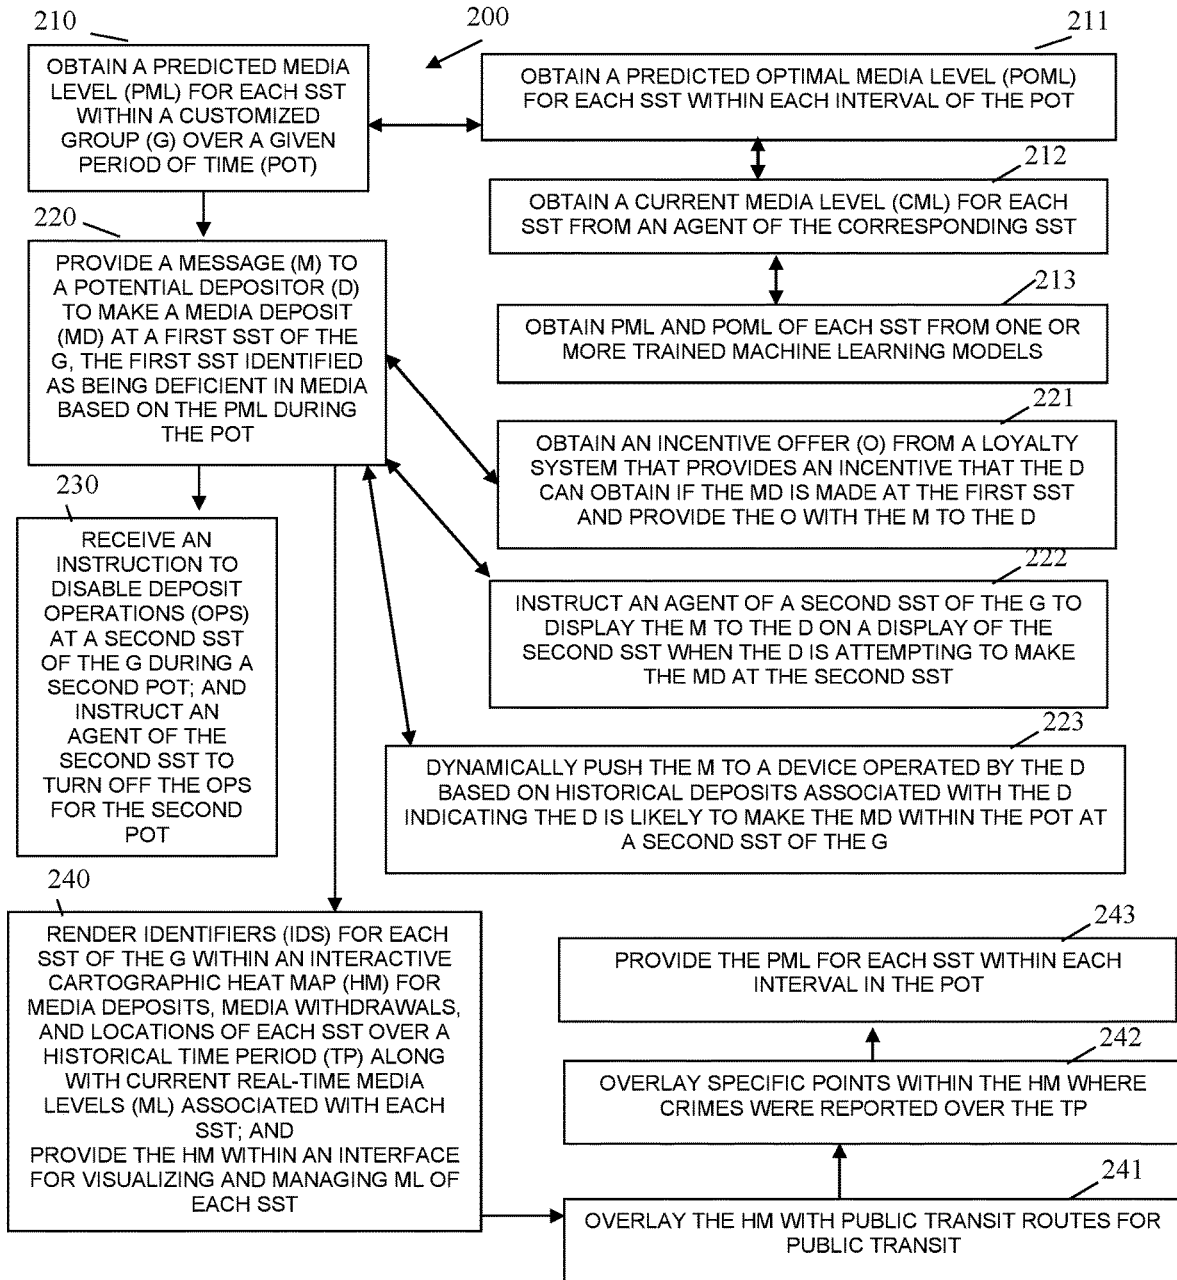 210
200
211
OBTAIN A PREDICTED MEDIA
LEVEL (PML) FOR EACH SST
WITHIN A CUSTOMIZED
GROUP (G) OVER A GIVEN
PERIOD OF TIME (POT)
OBTAIN A PREDICTED OPTIMAL MEDIA LEVEL (POML)
FOR EACH SST WITHIN EACH INTERVAL OF THE POT
212
OBTAIN A CURRENT MEDIA LEVEL (CML) FOR EACH
SST FROM AN AGENT OF THE CORRESPONDING SST
213
OBTAIN PML AND POML OF EACH SST FROM ONE OR
MORE TRAINED MACHINE LEARNING MODELS
220
PROVIDE A MESSAGE (M) TO
A POTENTIAL DEPOSITOR (D)
TO MAKE A MEDIA DEPOSIT
(MD) AT A FIRST SST OF THE
G, THE FIRST SST IDENTIFIED
AS BEING DEFICIENT IN MEDIA
BASED ON THE PML DURING
THE POT
221
OBTAIN AN INCENTIVE OFFER (O) FROM A LOYALTY
SYSTEM THAT PROVIDES AN INCENTIVE THAT THE D
CAN OBTAIN IF THE MD IS MADE AT THE FIRST SST
AND PROVIDE THE O WITH THE M TO THE D
222
INSTRUCT AN AGENT OF A SECOND SST OF THE G TO
DISPLAY THE M TO THE D ON A DISPLAY OF THE
SECOND SST WHEN THE D IS ATTEMPTING TO MAKE
THE MD AT THE SECOND SST
223
DYNAMICALLY PUSH THE M TO A DEVICE OPERATED BY THE D
BASED ON HISTORICAL DEPOSITS ASSOCIATED WITH THE D
INDICATING THE D IS LIKELY TO MAKE THE MD WITHIN THE POT AT
A SECOND SST OF THE G
230
RECEIVE AN
INSTRUCTION TO
DISABLE DEPOSIT
OPERATIONS (OPS)
AT A SECOND SST
OF THE G DURING A
SECOND POT; AND
INSTRUCT AN
AGENT OF THE
SECOND SST TO
TURN OFF THE OPS
FOR THE SECOND
POT
240
RENDER IDENTIFIERS (IDS) FOR EACH
SST OF THE G WITHIN AN INTERACTIVE
CARTOGRAPHIC HEAT MAP (HM) FOR
MEDIA DEPOSITS, MEDIA WITHDRAWALS,
AND LOCATIONS OF EACH SST OVER A
HISTORICAL TIME PERIOD (TP) ALONG
WITH CURRENT REAL-TIME MEDIA
LEVELS (ML) ASSOCIATED WITH EACH
SST; AND
PROVIDE THE HM WITHIN AN INTERFACE
FOR VISUALIZING AND MANAGING ML OF
EACH SST
243
PROVIDE THE PML FOR EACH SST WITHIN EACH
INTERVAL IN THE POT
242
OVERLAY SPECIFIC POINTS WITHIN THE HM WHERE
CRIMES WERE REPORTED OVER THE TP
241
OVERLAY THE HM WITH PUBLIC TRANSIT ROUTES FOR
PUBLIC TRANSIT